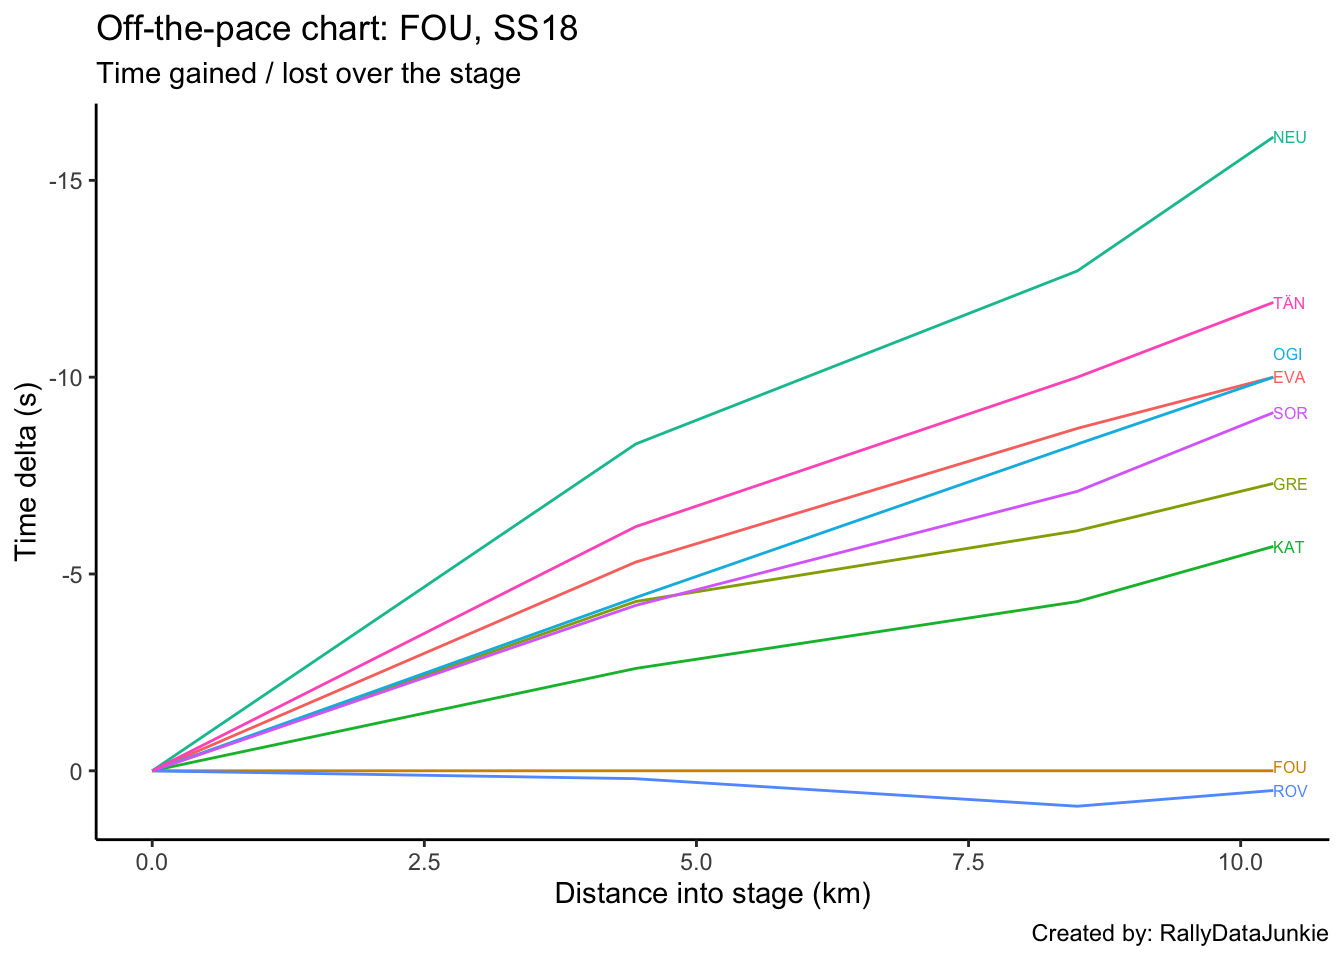 Off-the-pace chart: FOU, SS18
Time gained / lost over the stage
NEU
-15
TÄN
OGI
-10
EVA
SOR
GRE
KAT
-5
FOU
0
ROV
Time delta (s)
0.0 2.5 5.0 7.5 10.0
Distance into stage (km)
Created by: RallyDataJunkie